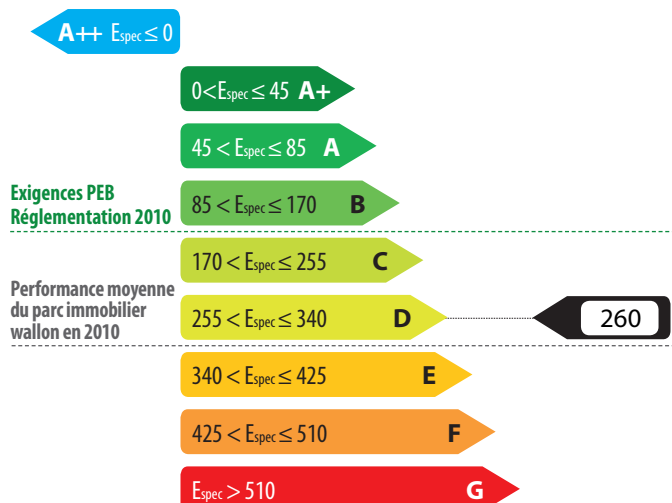 A++ Espec ≤ 0
0<Espec ≤ 45 A+
45 < Espec ≤ 85 A
Exigences PEB
Réglementation 2010
85 < Espec ≤ 170 B
170 < Espec ≤ 255 C
Performance moyenne
du parc immobilier
wallon en 2010
255 < Espec ≤ 340 D
260
340 < Espec ≤ 425 E
425 < Espec ≤ 510 F
Espec > 510 G